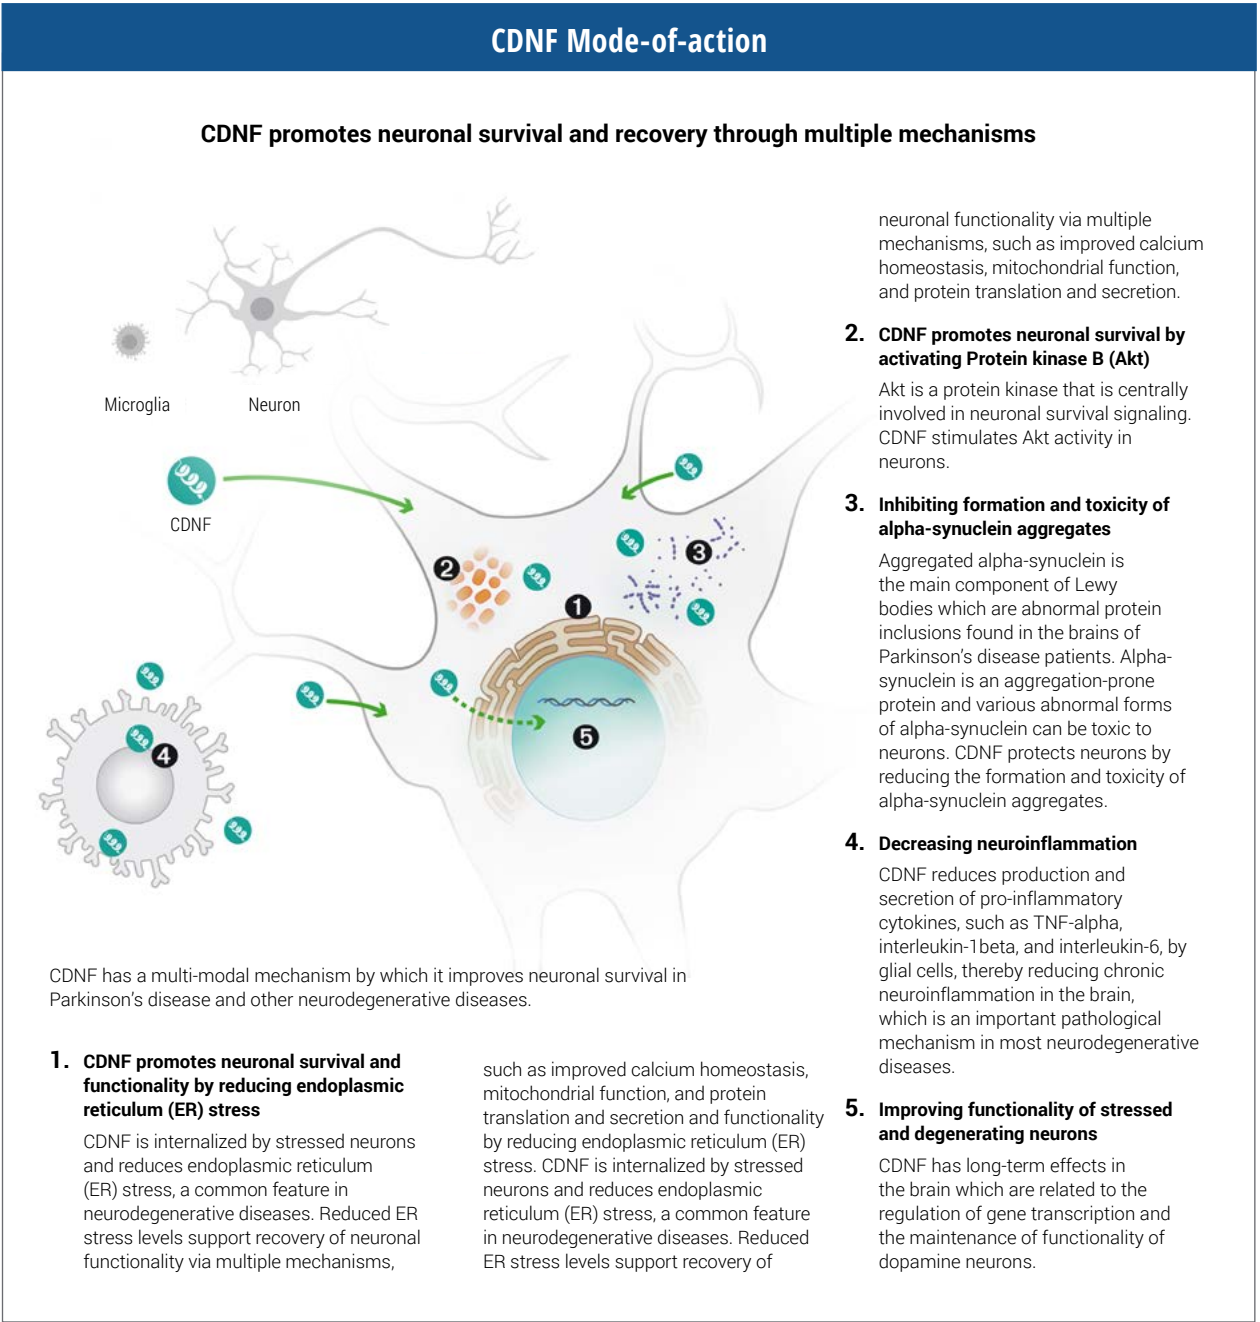 CDNF Mode-of-action
CDNF promotes neuronal survival and recovery through multiple mechanisms
Microglia
Neuron
CDNF
2
3
1
5
4
CDNF has a multi-modal mechanism by which it improves neuronal survival in
Parkinson's disease and other neurodegenerative diseases.
1. CDNF promotes neuronal survival and
functionality by reducing endoplasmic
reticulum (ER) stress
CDNF is internalized by stressed neurons
and reduces endoplasmic reticulum
(ER) stress, a common feature in
neurodegenerative diseases. Reduced ER
stress levels support recovery of neuronal
functionality via multiple mechanisms,
such as improved calcium homeostasis,
mitochondrial function, and protein
translation and secretion and functionality
by reducing endoplasmic reticulum (ER)
stress. CDNF is internalized by stressed
neurons and reduces endoplasmic
reticulum (ER) stress, a common feature
in neurodegenerative diseases. Reduced
ER stress levels support recovery of
neuronal functionality via multiple
mechanisms, such as improved calcium
homeostasis, mitochondrial function,
and protein translation and secretion.
2. CDNF promotes neuronal survival by
activating Protein kinase B (Akt)
Akt is a protein kinase that is centrally
involved in neuronal survival signaling.
CDNF stimulates Akt activity in
neurons.
3. Inhibiting formation and toxicity of
alpha-synuclein aggregates
Aggregated alpha-synuclein is
the main component of Lewy
bodies which are abnormal protein
inclusions found in the brains of
Parkinson's disease patients. Alpha-
synuclein is an aggregation-prone
protein and various abnormal forms
of alpha-synuclein can be toxic to
neurons. CDNF protects neurons by
reducing the formation and toxicity of
alpha-synuclein aggregates.
4. Decreasing neuroinflammation
CDNF reduces production and
secretion of pro-inflammatory
cytokines, such as TNF-alpha,
interleukin-1beta, and interleukin-6, by
glial cells, thereby reducing chronic
neuroinflammation in the brain,
which is an important pathological
mechanism in most neurodegenerative
diseases.
5. Improving functionality of stressed
and degenerating neurons
CDNF has long-term effects in
the brain which are related to the
regulation of gene transcription and
the maintenance of functionality of
dopamine neurons.